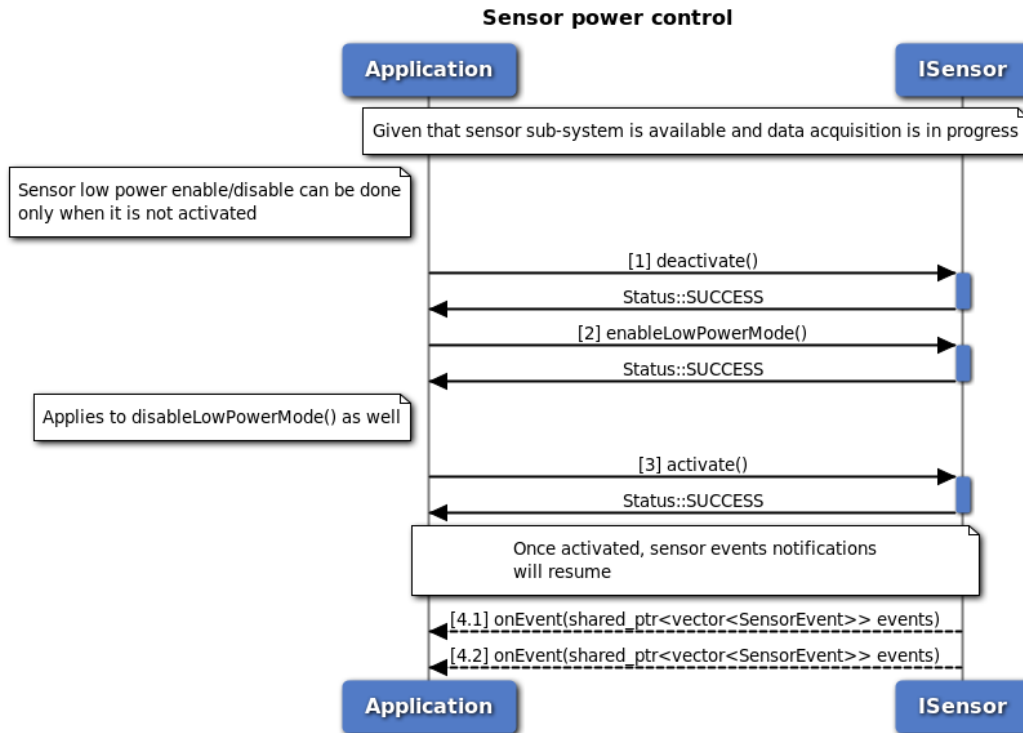 Sensor power control
Application
ISensor
Given that sensor sub-system is available and data acquisition is in progress
Sensor low power enable/disable can be done
only when it is not activated
[1] deactivate()
Status::SUCCESS
[2] enableLowPowerMode()
Status::SUCCESS
Applies to disableLowPowerMode() as well
[3] activate()
Status::SUCCESS
Once activated, sensor events notifications
will resume
[4.1] onEvent(shared_ptr<vector<SensorEvent>> events)
[4.2] onEvent(shared_ptr<vector<SensorEvent>> events)
Application
ISensor